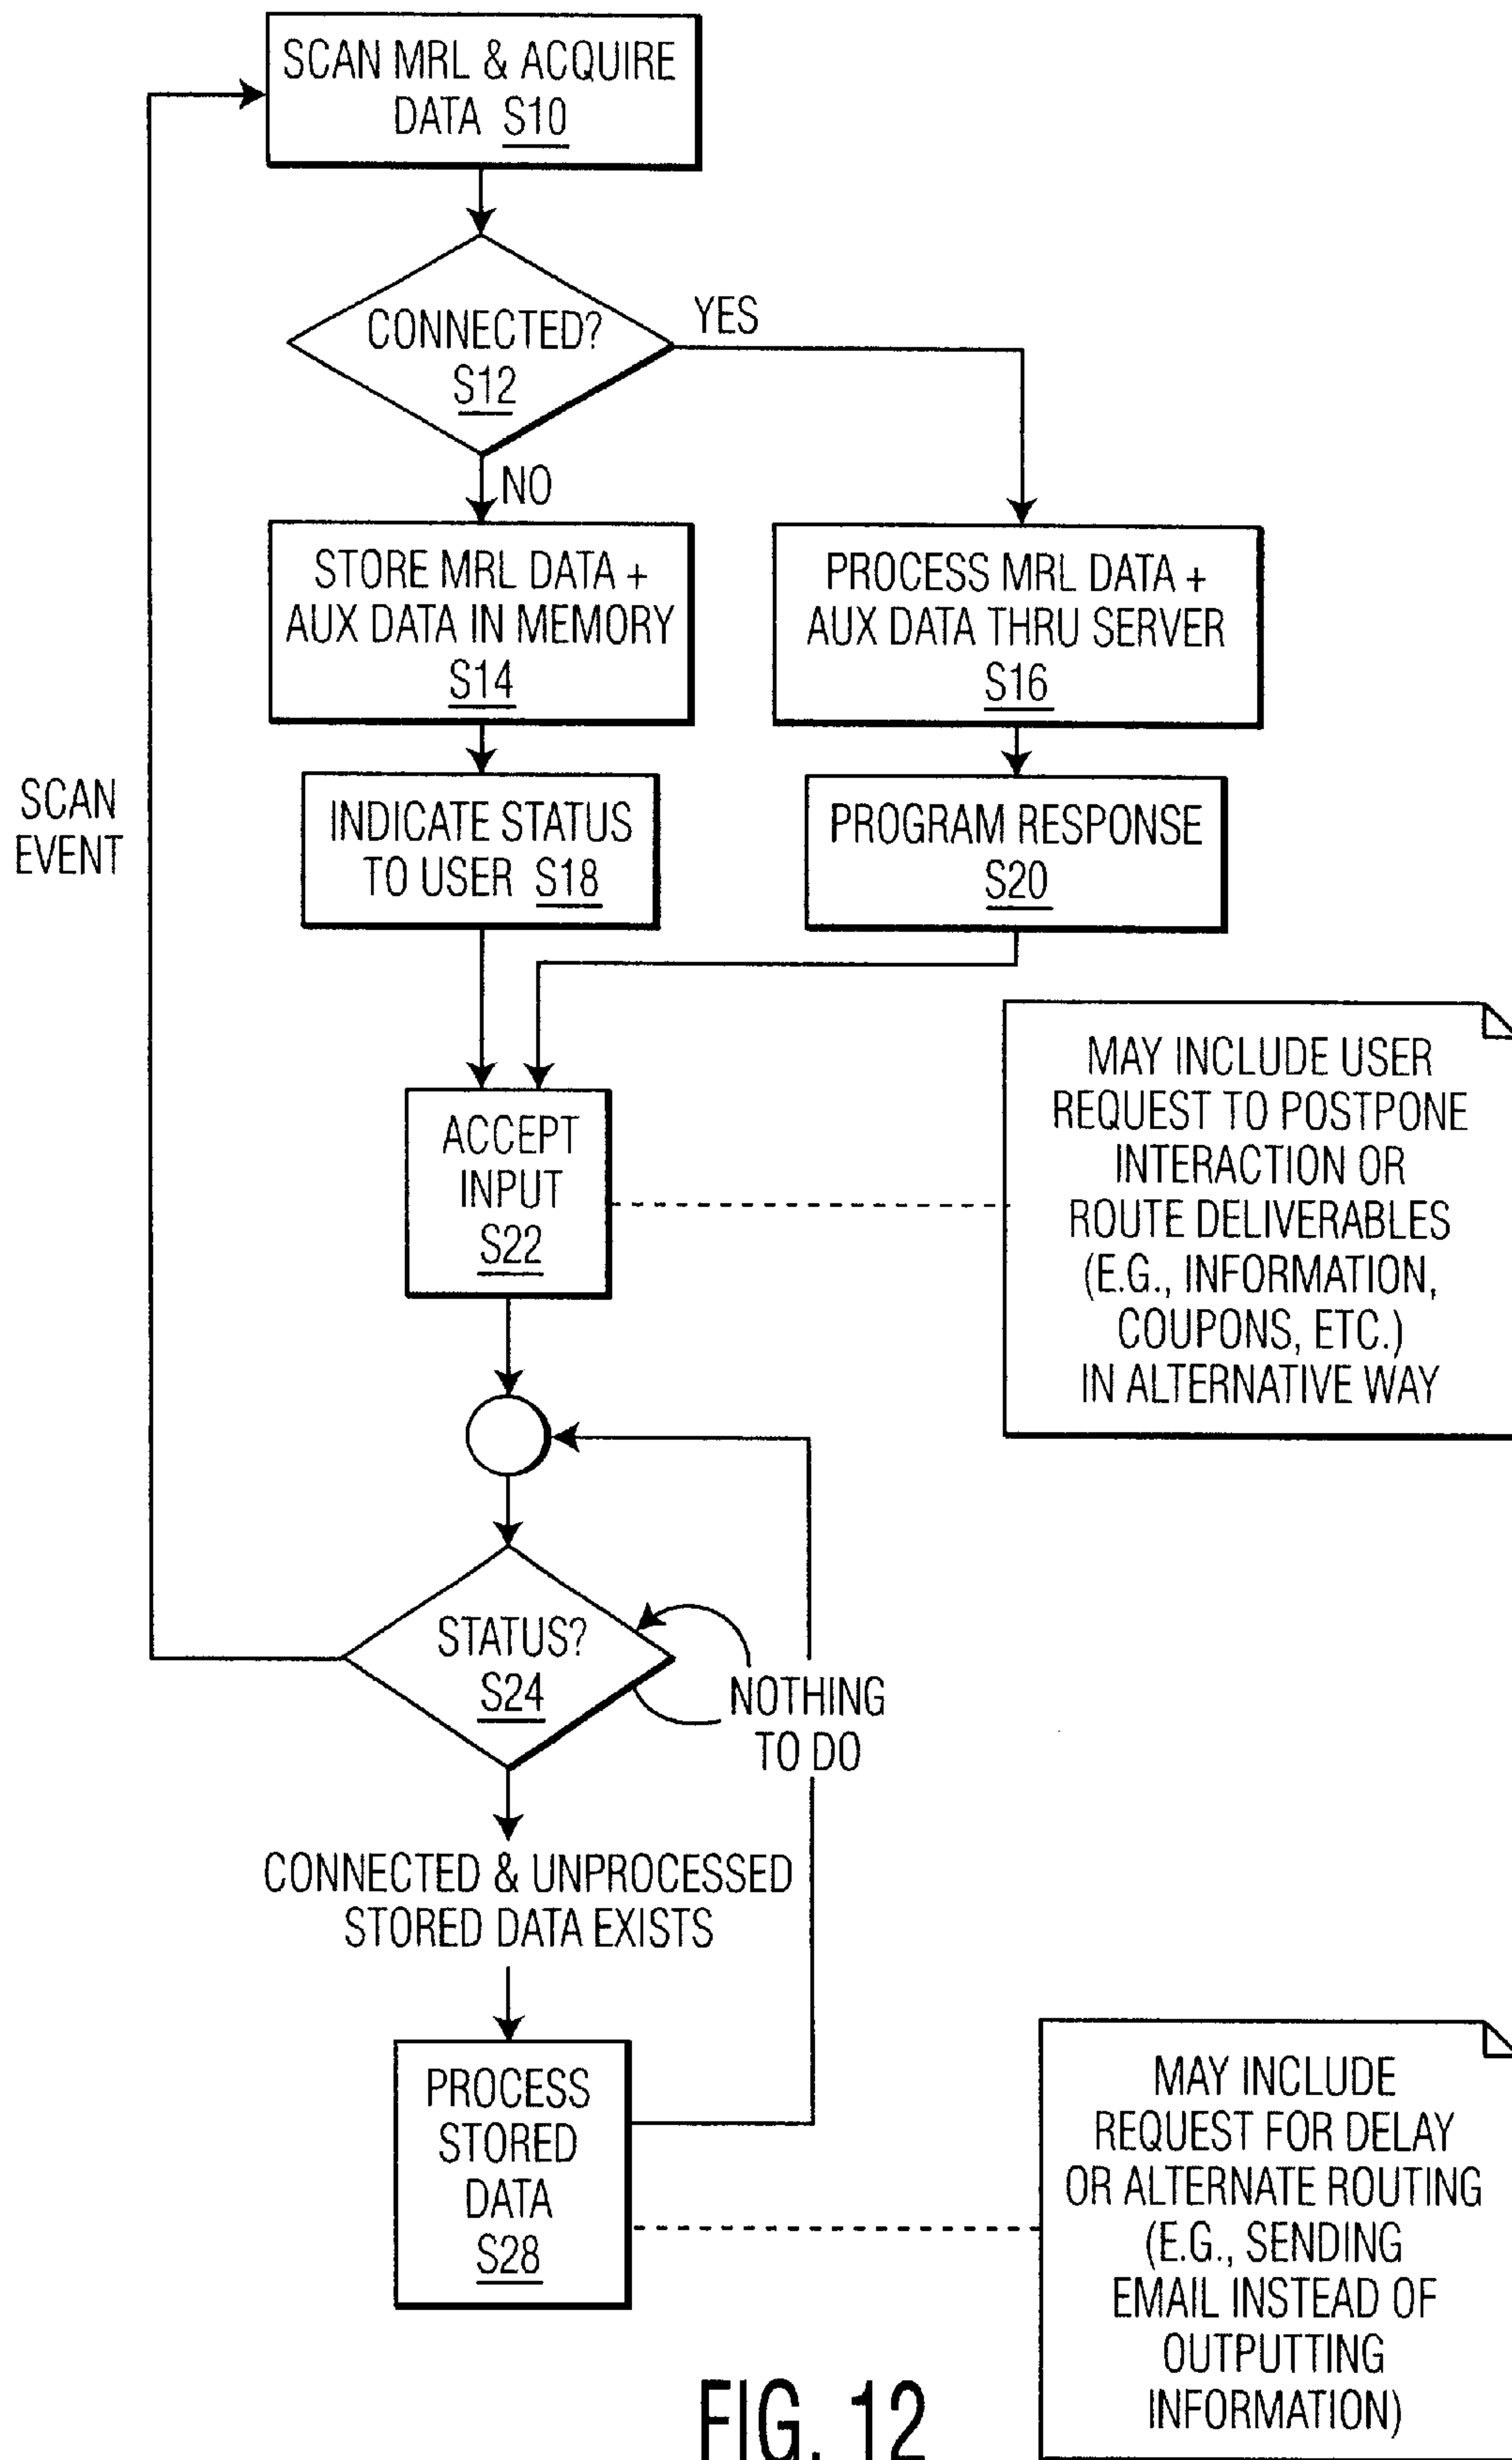 SCAN MRL & ACQUIRE
DATA S10
CONNECTED?
S12
YES
NO
STORE MRL DATA +
AUX DATA IN MEMORY
S14
PROCESS MRL DATA +
AUX DATA THRU SERVER
S16
SCAN
EVENT
INDICATE STATUS
TO USER S18
PROGRAM RESPONSE
S20
ACCEPT
INPUT
S22
MAY INCLUDE USER
REQUEST TO POSTPONE
INTERACTION OR
ROUTE DELIVERABLES
(E.G., INFORMATION,
COUPONS, ETC.)
IN ALTERNATIVE WAY
STATUS?
S24
NOTHING
TO DO
CONNECTED & UNPROCESSED
STORED DATA EXISTS
PROCESS
STORED
DATA
S28
MAY INCLUDE
REQUEST FOR DELAY
OR ALTERNATE ROUTING
(E.G., SENDING
EMAIL INSTEAD OF
OUTPUTTING
INFORMATION)
FIG. 12